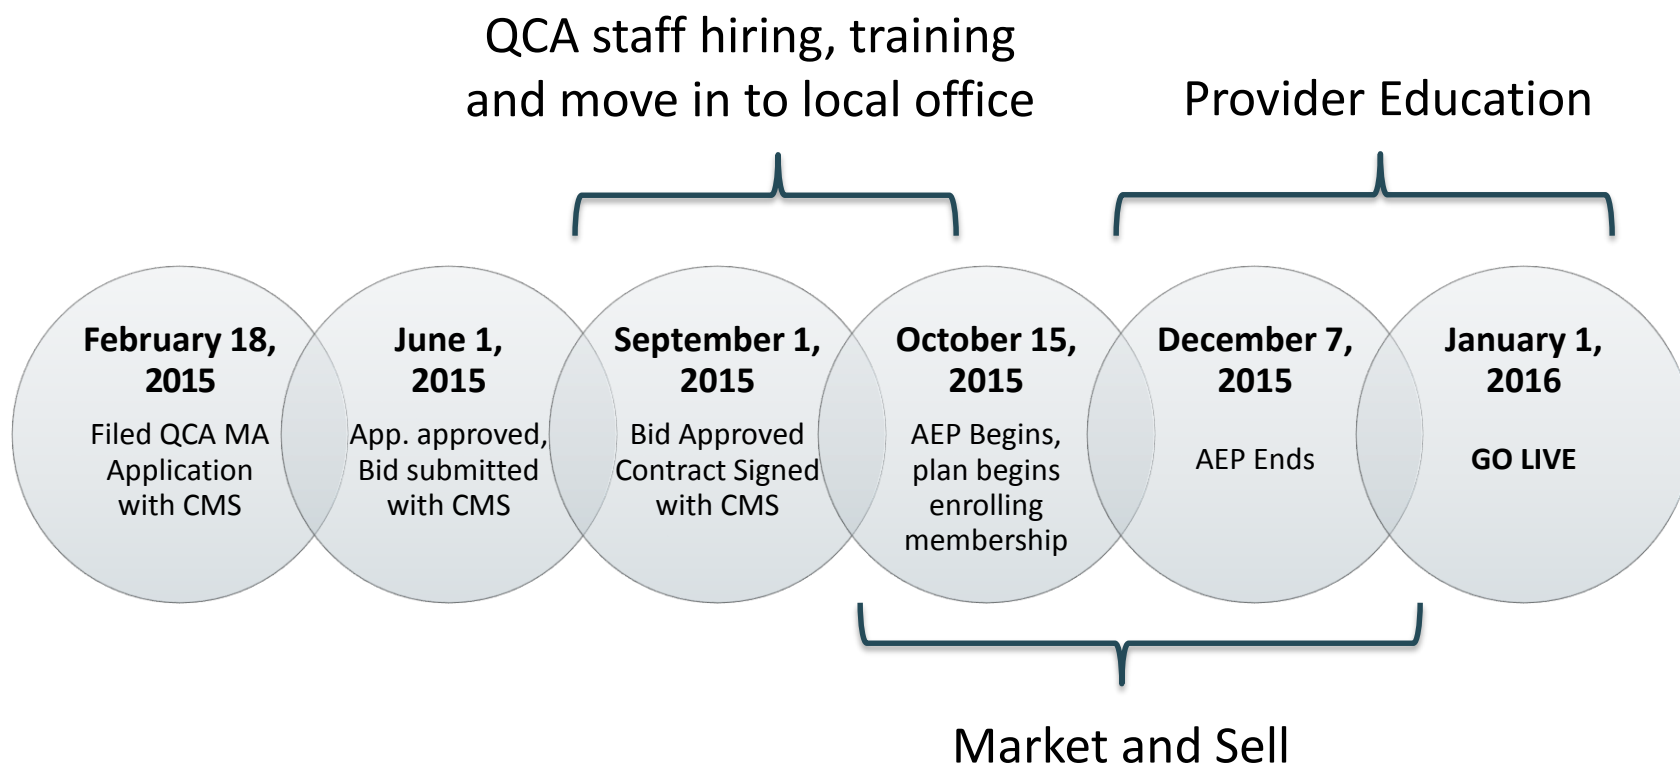 QCA staff hiring, training
and move in to local office
Provider Education
February 18,
2015
Filed QCA MA
Application
with CMS
June 1,
2015
App. approved,
Bid submitted
with CMS
September 1,
2015
Bid Approved
Contract Signed
with CMS
October 15,
2015
AEP Begins,
plan begins
enrolling
membership
December 7,
2015
AEP Ends
January 1,
2016
GO LIVE
Market and Sell